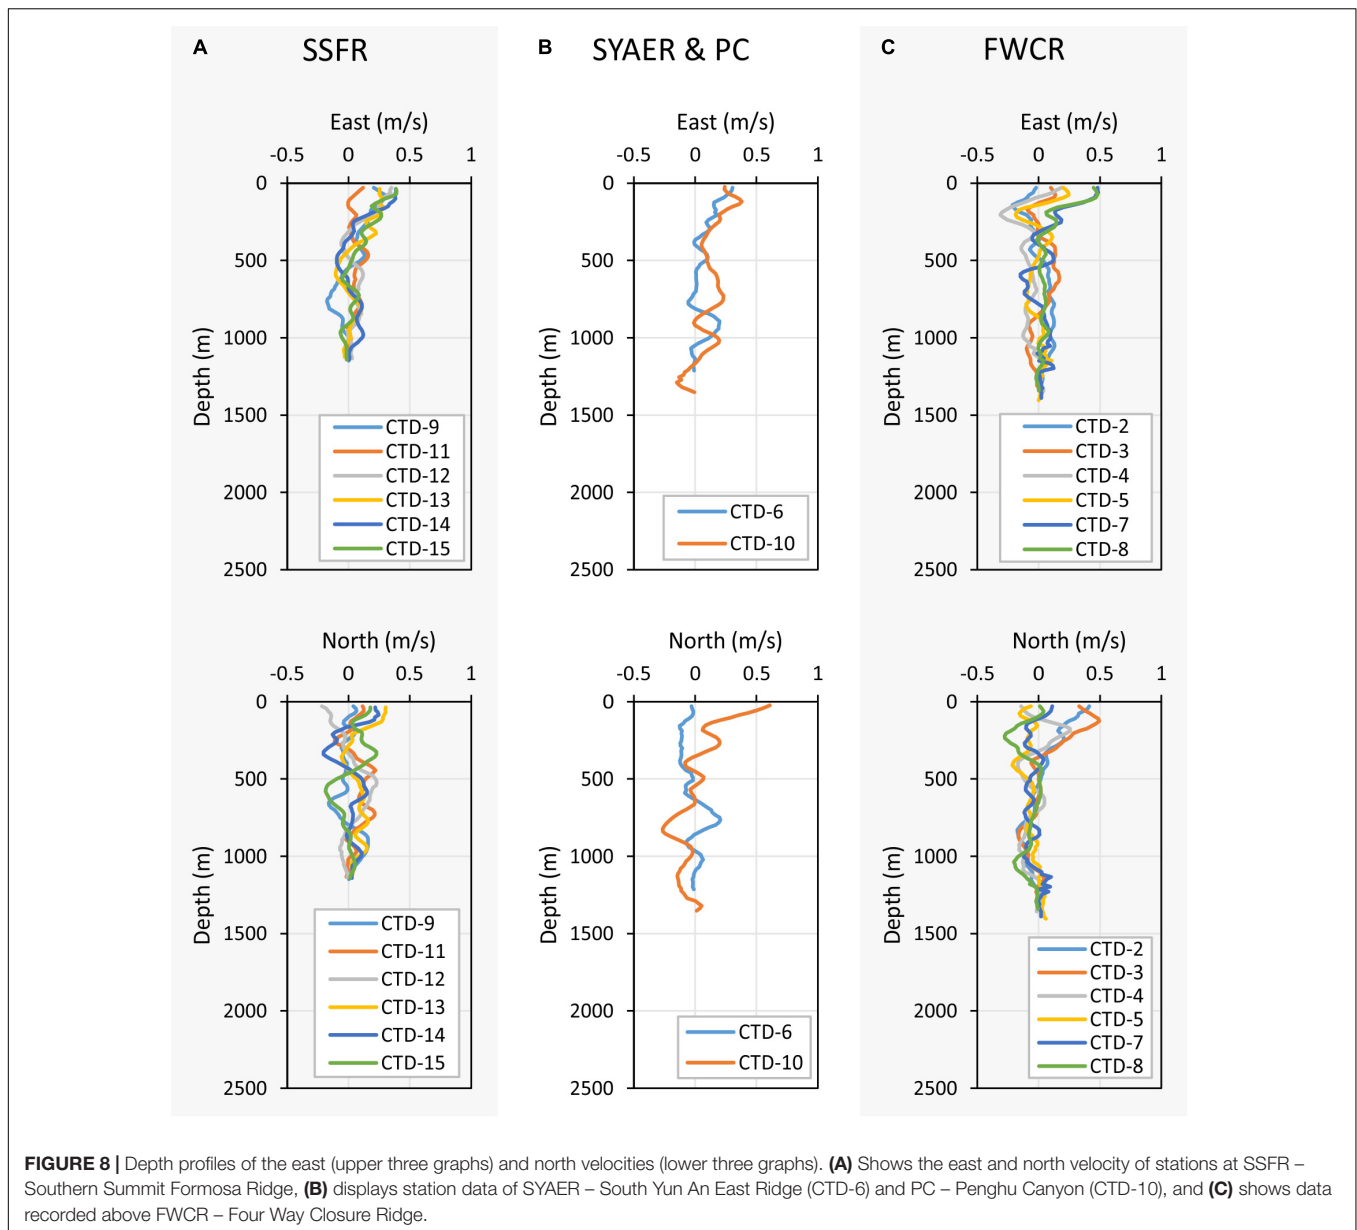 A
SSFR
East (m/s)
-0.5 0 0.5 1
0
500
1000
1500
2000
2500
Depth (m)
CTD-9
CTD-11
CTD-12
CTD-13
CTD-14
CTD-15
North (m/s)
-0.5 0 0.5 1
0
500
1000
1500
2000
2500
Depth (m)
CTD-9
CTD-11
CTD-12
CTD-13
CTD-14
CTD-15
B
SYAER & PC
East (m/s)
-0.5 0 0.5 1
0
500
1000
1500
2000
2500
Depth (m)
CTD-6
CTD-10
North (m/s)
-0.5 0 0.5 1
0
500
1000
1500
2000
2500
Depth (m)
CTD-6
CTD-10
C
FWCR
East (m/s)
-0.5 0 0.5 1
0
500
1000
1500
2000
2500
Depth (m)
CTD-2
CTD-3
CTD-4
CTD-5
CTD-7
CTD-8
North (m/s)
-0.5 0 0.5 1
0
500
1000
1500
2000
2500
Depth (m)
CTD-2
CTD-3
CTD-4
CTD-5
CTD-7
CTD-8
FIGURE 8 | Depth profiles of the east (upper three graphs) and north velocities (lower three graphs). (A) Shows the east and north velocity of stations at SSFR –
Southern Summit Formosa Ridge, (B) displays station data of SYAER – South Yun An East Ridge (CTD-6) and PC – Penghu Canyon (CTD-10), and (C) shows data
recorded above FWCR – Four Way Closure Ridge.